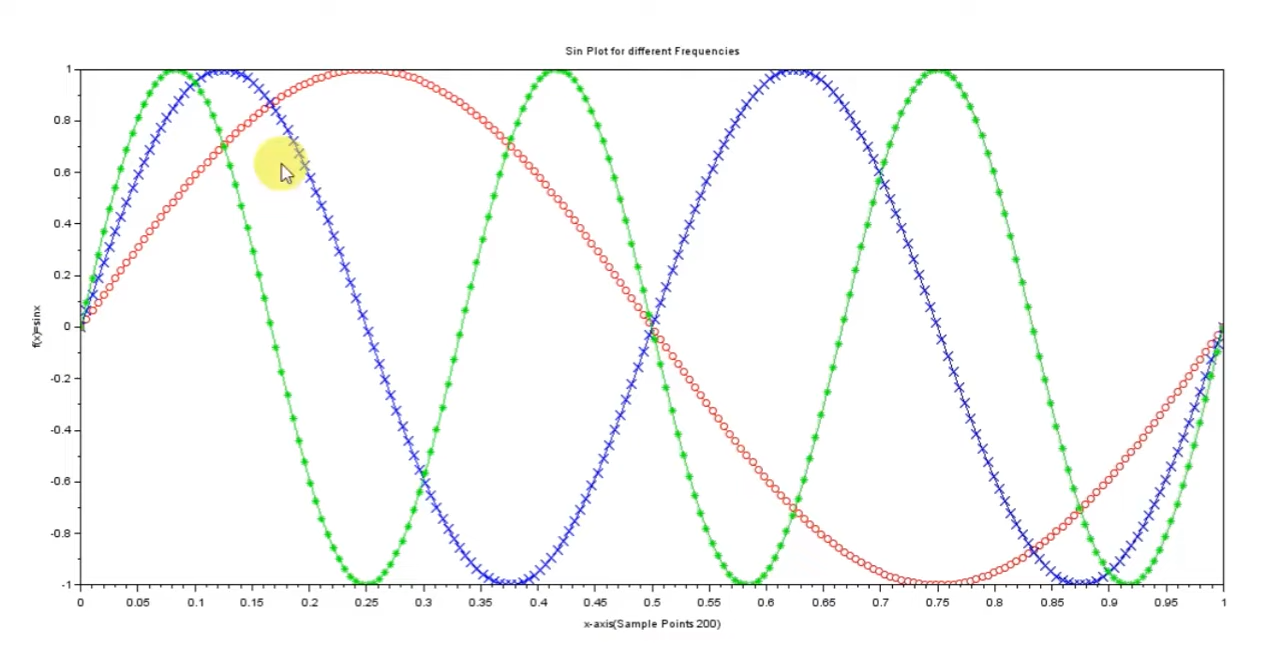 Sin Plot for different Frequencies
1
0.8
0.6
0.4
0.2
0
-0.2
-0.4
-0.6
-0.8
-1
f(x)=sinx
0 0.05 0.1 0.15 0.2 0.25 0.3 0.35 0.4 0.45 0.5 0.55 0.6 0.65 0.7 0.75 0.8 0.85 0.9 0.95 1
x-axis(Sample Points 200)